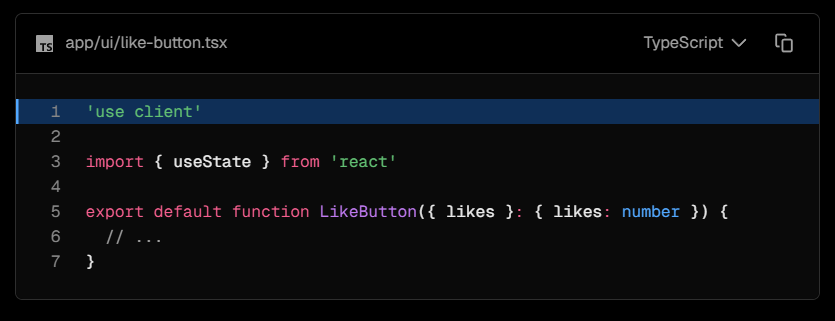 TS app/ui/like-button.tsx TypeScript
1 'use client'
2
3 import { useState } from 'react'
4
5 export default function LikeButton({ likes }: { likes: number }) {
6   // ...
7 }